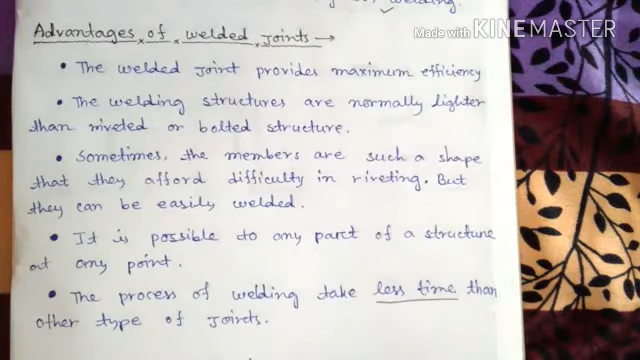 welding.
Made with KINEMASTER
Advantages of welded joints →
• The welded joint provides maximum efficiency
• The welding structures are normally lighter
than riveted or bolted structure.
• Sometimes, the members are such a shape
that they afford difficulty in riveting. But
they can be easily welded.
• It is possible to any part of a structure
at any point.
• The process of welding take less time than
other type of joints.